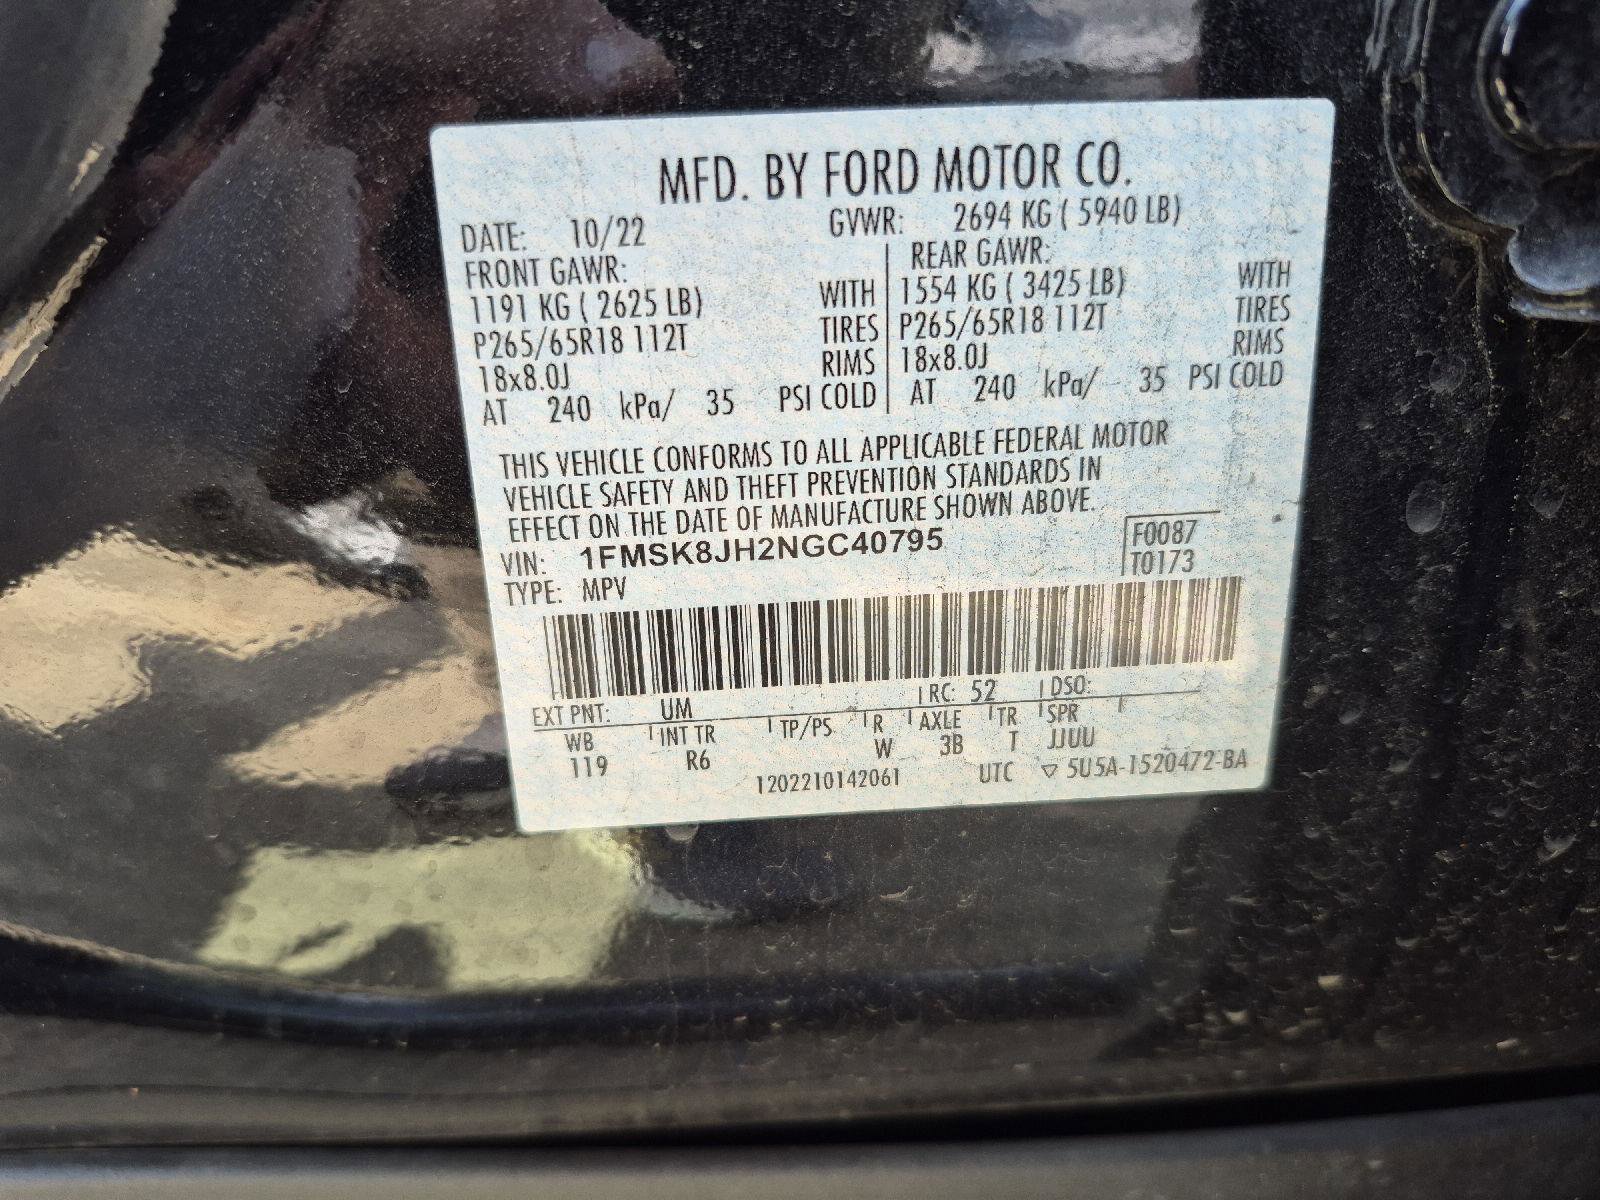 MFD. BY FORD MOTOR CO.
DATE: 10/22 GVWR: 2694 KG ( 5940 LB)
FRONT GAWR: REAR GAWR:
1191 KG ( 2625 LB) WITH 1554 KG ( 3425 LB) WITH
P265/65R18 112T TIRES P265/65R18 112T TIRES
18x8.0J RIMS 18x8.0J RIMS
AT 240 kPa/ 35 PSI COLD AT 240 kPa/ 35 PSI COLD
THIS VEHICLE CONFORMS TO ALL APPLICABLE FEDERAL MOTOR
VEHICLE SAFETY AND THEFT PREVENTION STANDARDS IN
EFFECT ON THE DATE OF MANUFACTURE SHOWN ABOVE.
VIN: 1FMSK8JH2NGC40795 F0087
TYPE: MPV T0173
EXT PNT: UM RC: 52 DSO:
WB INT TR TP/PS R AXLE TR SPR
119 R6 W 3B T JJUU
1202210142061 UTC ▽ 5U5A-1520472-BA